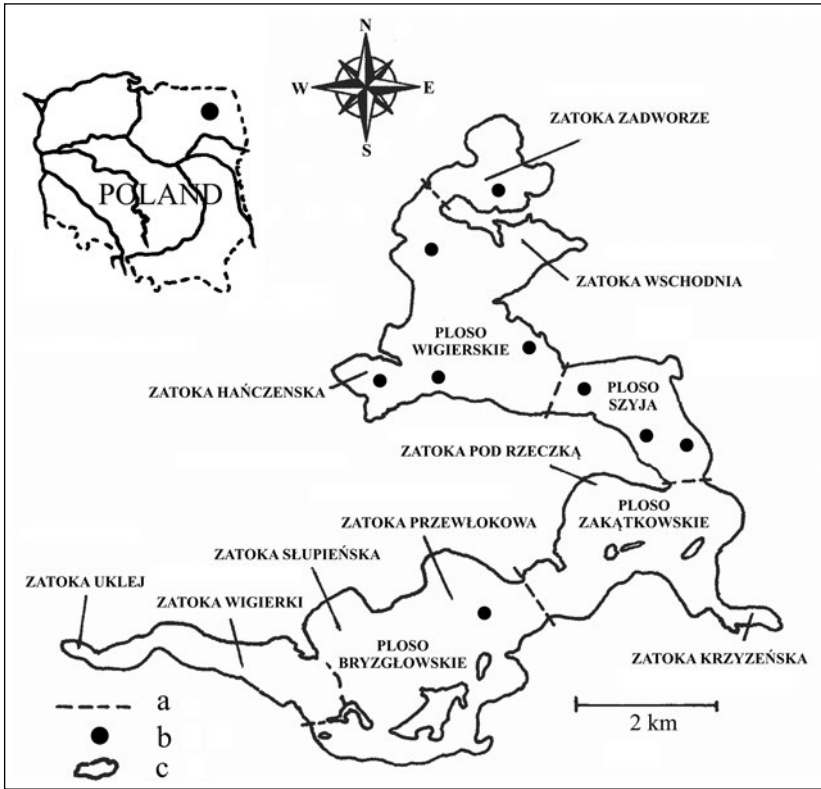 N
W
E
S
POLAND
ZATOKA ZADWORZE
ZATOKA WSCHODNIA
PLOSO
WIGIERSKIE
ZATOKA HAŃCZENSKA
PLOSO
SZYJA
ZATOKA POD RZECZKĄ
PLOSO
ZAKĄTKOWSKIE
ZATOKA PRZEWŁOKOWA
ZATOKA SŁUPIEŃSKA
ZATOKA UKLEJ
ZATOKA WIGIERKI
PLOSO
BRYZGŁOWSKIE
ZATOKA KRZYZEŃSKA
a
b
c
2 km